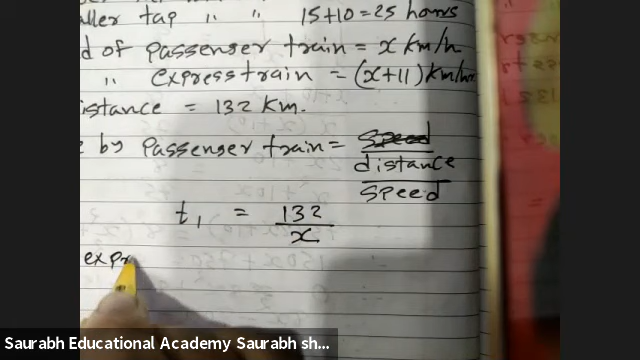 aller tap " " 15+10=25 hours
d of Passenger train = x km/h
" express train = (x+11) km/hr
istance = 132 km.
e by Passenger train = Speed
distance
speed
t₁ = 132
x
expr
Saurabh Educational Academy Saurabh sh...